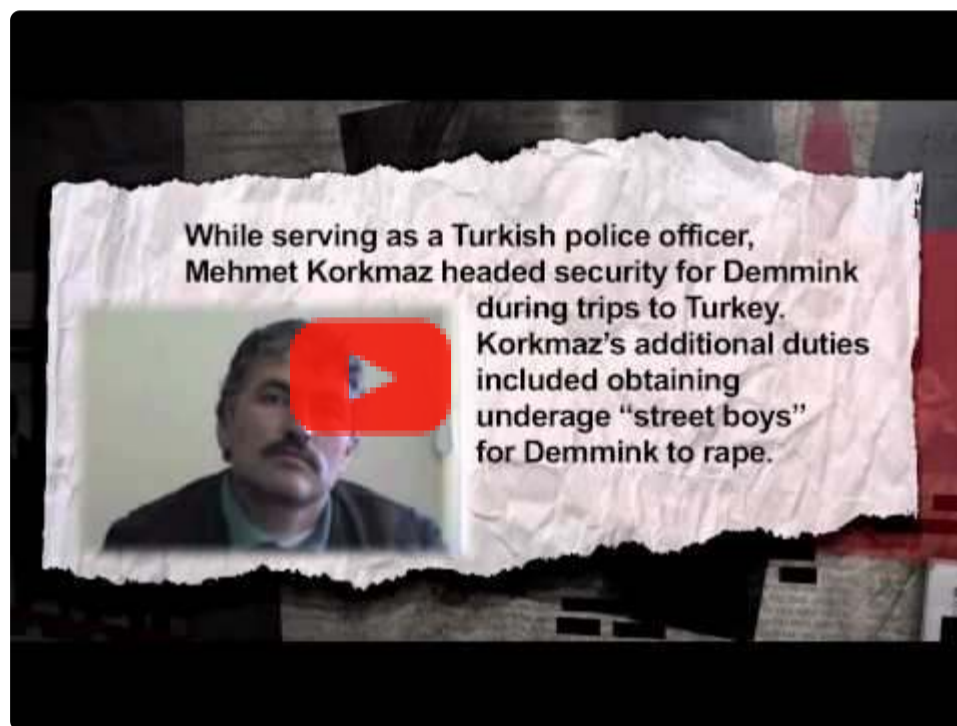 While serving as a Turkish police officer,
Mehmet Korkmaz headed security for Demmink
during trips to Turkey.
Korkmaz’s additional duties
included obtaining
underage “street boys”
for Demmink to rape.